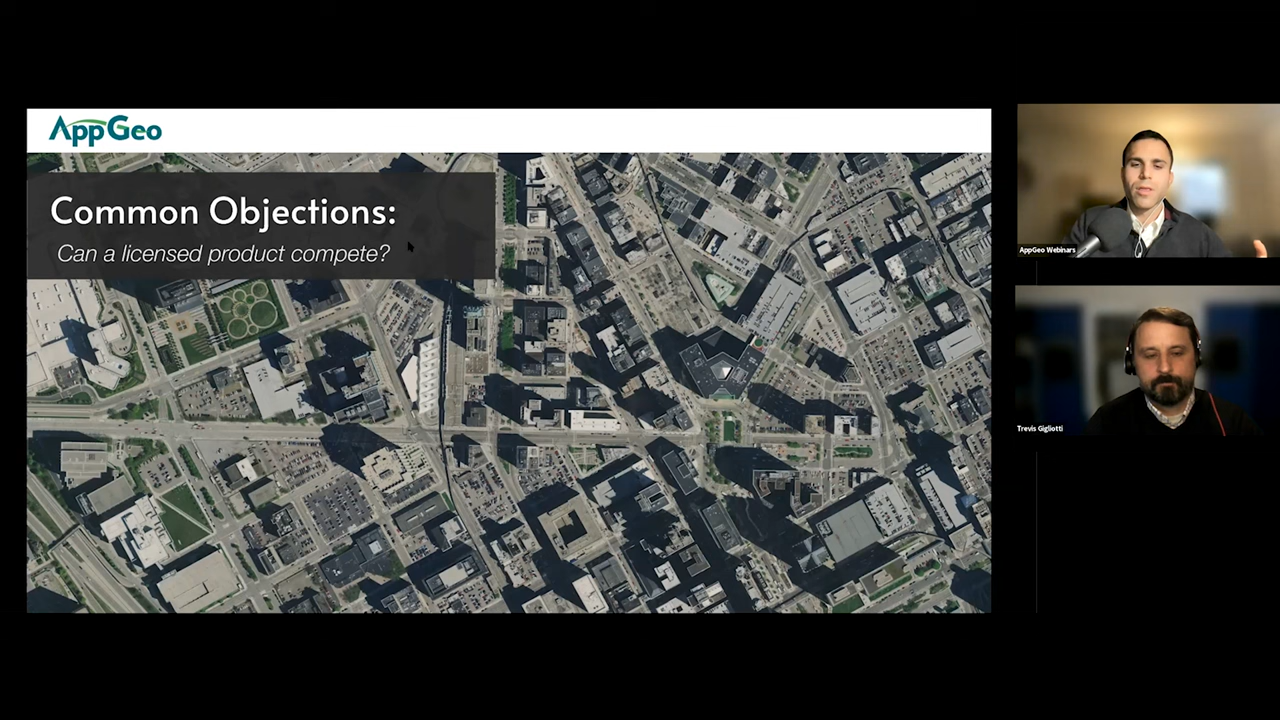 AppGeo
Common Objections:
Can a licensed product compete?
AppGeo Webinars
Trevis Gigliotti